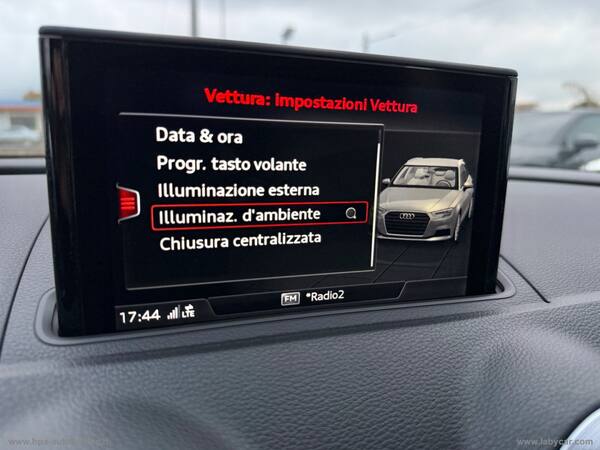 Vettura: impostazioni Vettura
Data & ora
Progr. tasto volante
Illuminazione esterna
Illuminaz. d'ambiente
Chiusura centralizzata
FM *Radio2
17:44 LTE
www.labycar.com